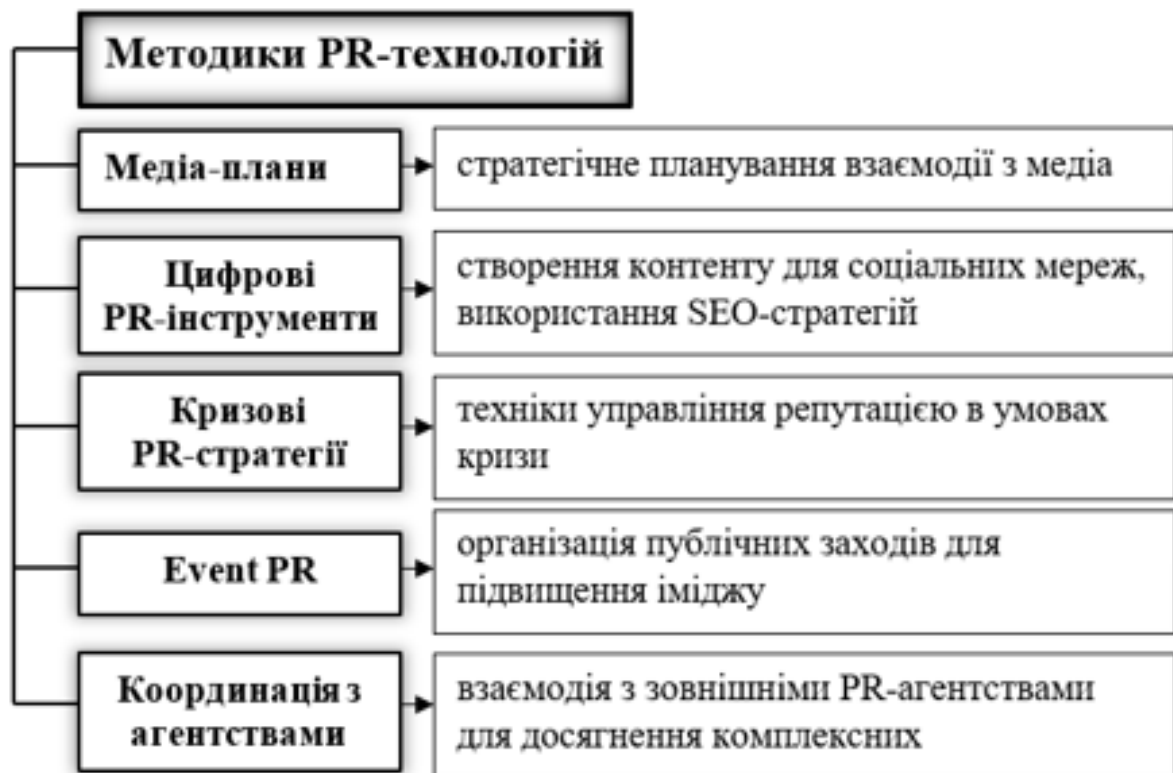 Методики PR-технологій
Медіа-плани
стратегічне планування взаємодії з медіа
Цифрові
PR-інструменти
створення контенту для соціальних мереж,
використання SEO-стратегій
Кризові
PR-стратегії
техніки управління репутацією в умовах
кризи
Event PR
організація публічних заходів для
підвищення іміджу
Координація з
агентствами
взаємодія з зовнішніми PR-агентствами
для досягнення комплексних